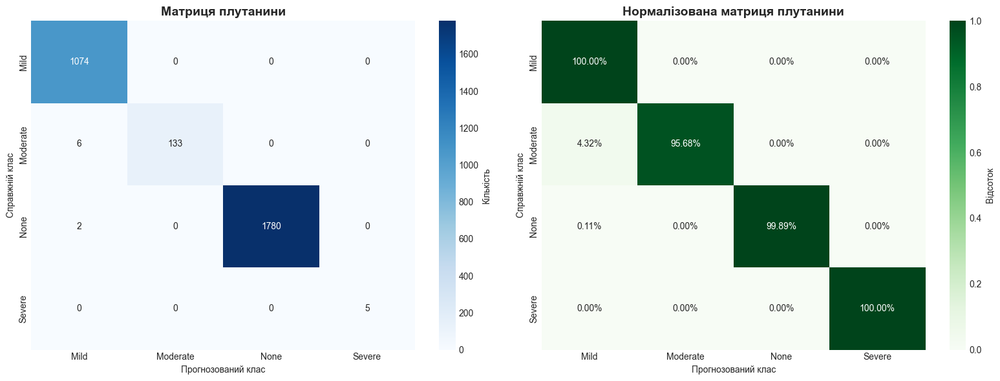 Матриця плутанини
Справжній клас
Mild
1074 0 0 0
Moderate
6 133 0 0
None
2 0 1780 0
Severe
0 0 0 5
Mild Moderate None Severe
Прогнозований клас
1600
1400
1200
1000
800
600
400
200
0
Кількість
Нормалізована матриця плутанини
Справжній клас
Mild
100.00% 0.00% 0.00% 0.00%
Moderate
4.32% 95.68% 0.00% 0.00%
None
0.11% 0.00% 99.89% 0.00%
Severe
0.00% 0.00% 0.00% 100.00%
Mild Moderate None Severe
Прогнозований клас
1.0
0.8
0.6
0.4
0.2
0.0
Відсоток